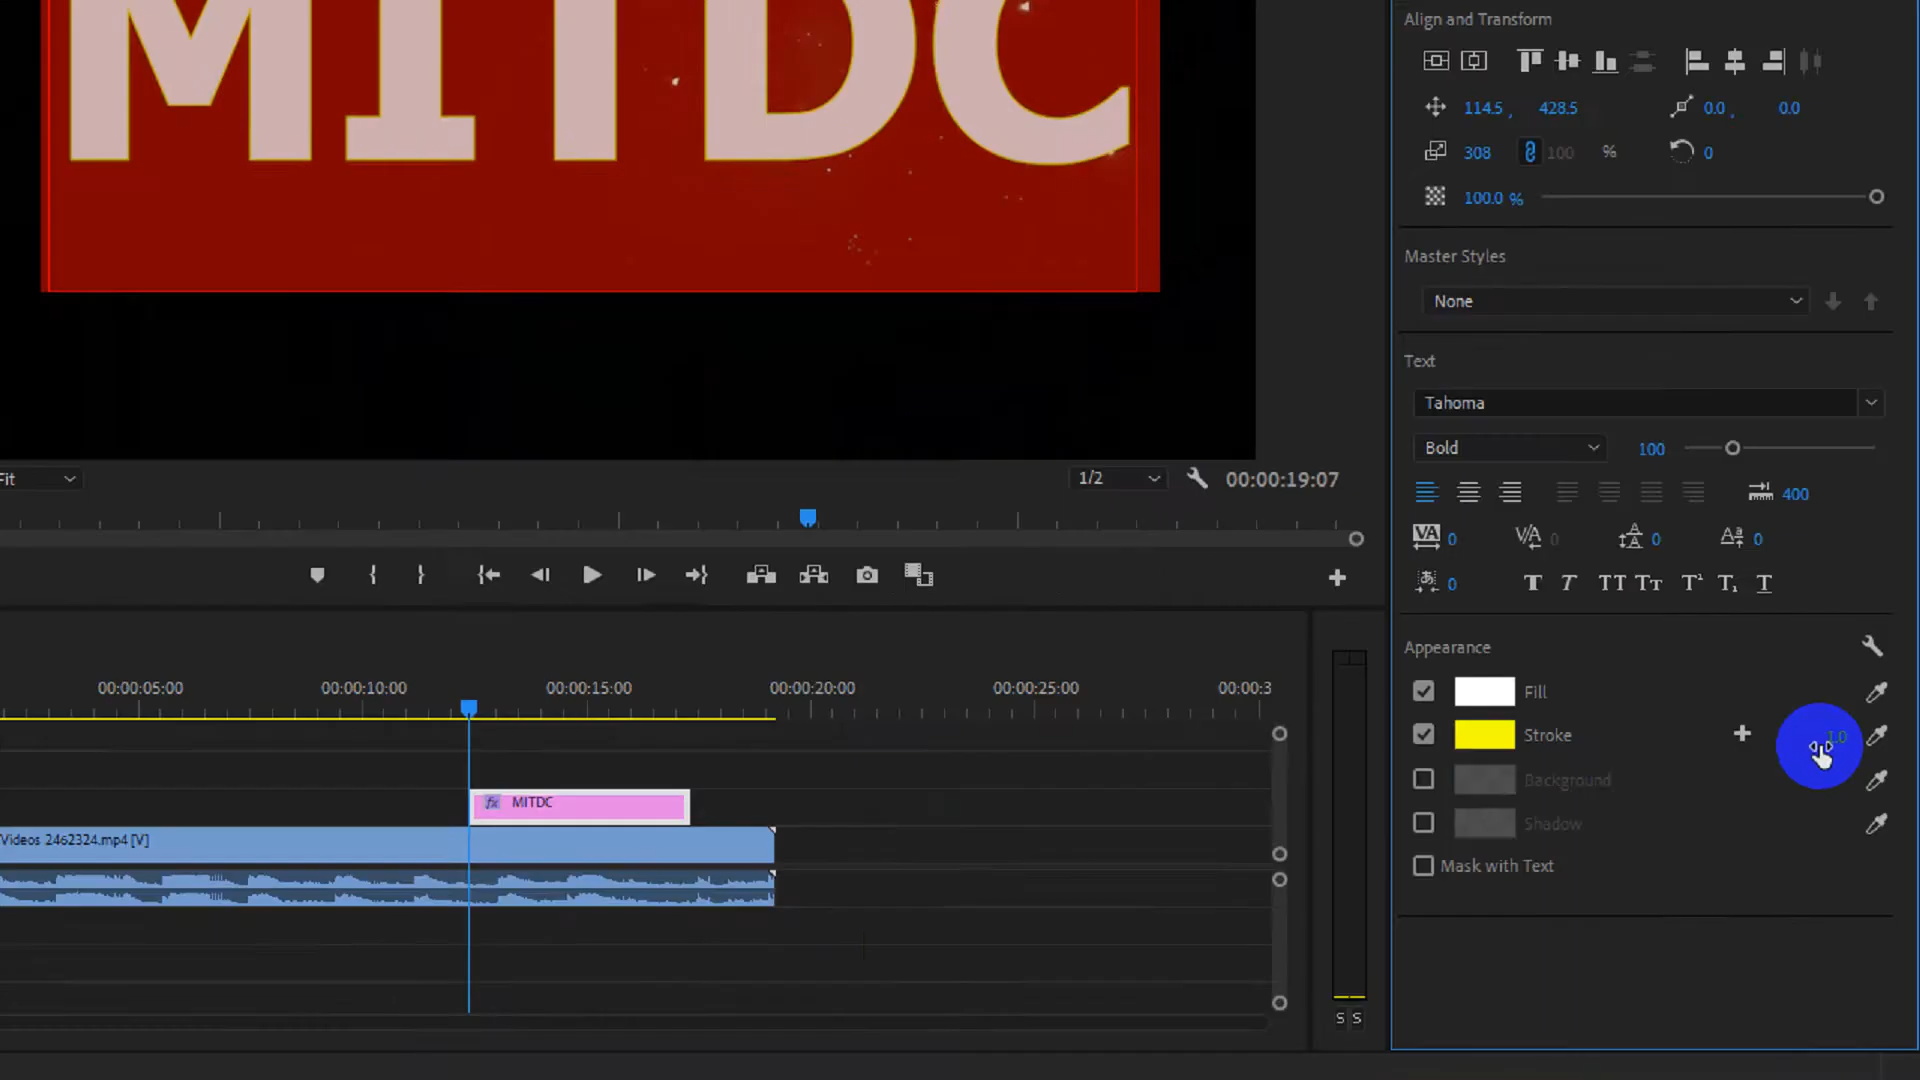 MITDC
Align and Transform
114.5 , 428.5 0.0 , 0.0
308 100 % 0
100.0 %
Master Styles
None
Text
Tahoma
Bold 100
400
0 0 0 0
0
Fit 1/2 00:00:19:07
00:00:05:00 00:00:10:00 00:00:15:00 00:00:20:00 00:00:25:00 00:00:3
fx MITDC
Videos 2462324.mp4 [V]
S S
Appearance
Fill
Stroke 1.0
Background
Shadow
Mask with Text